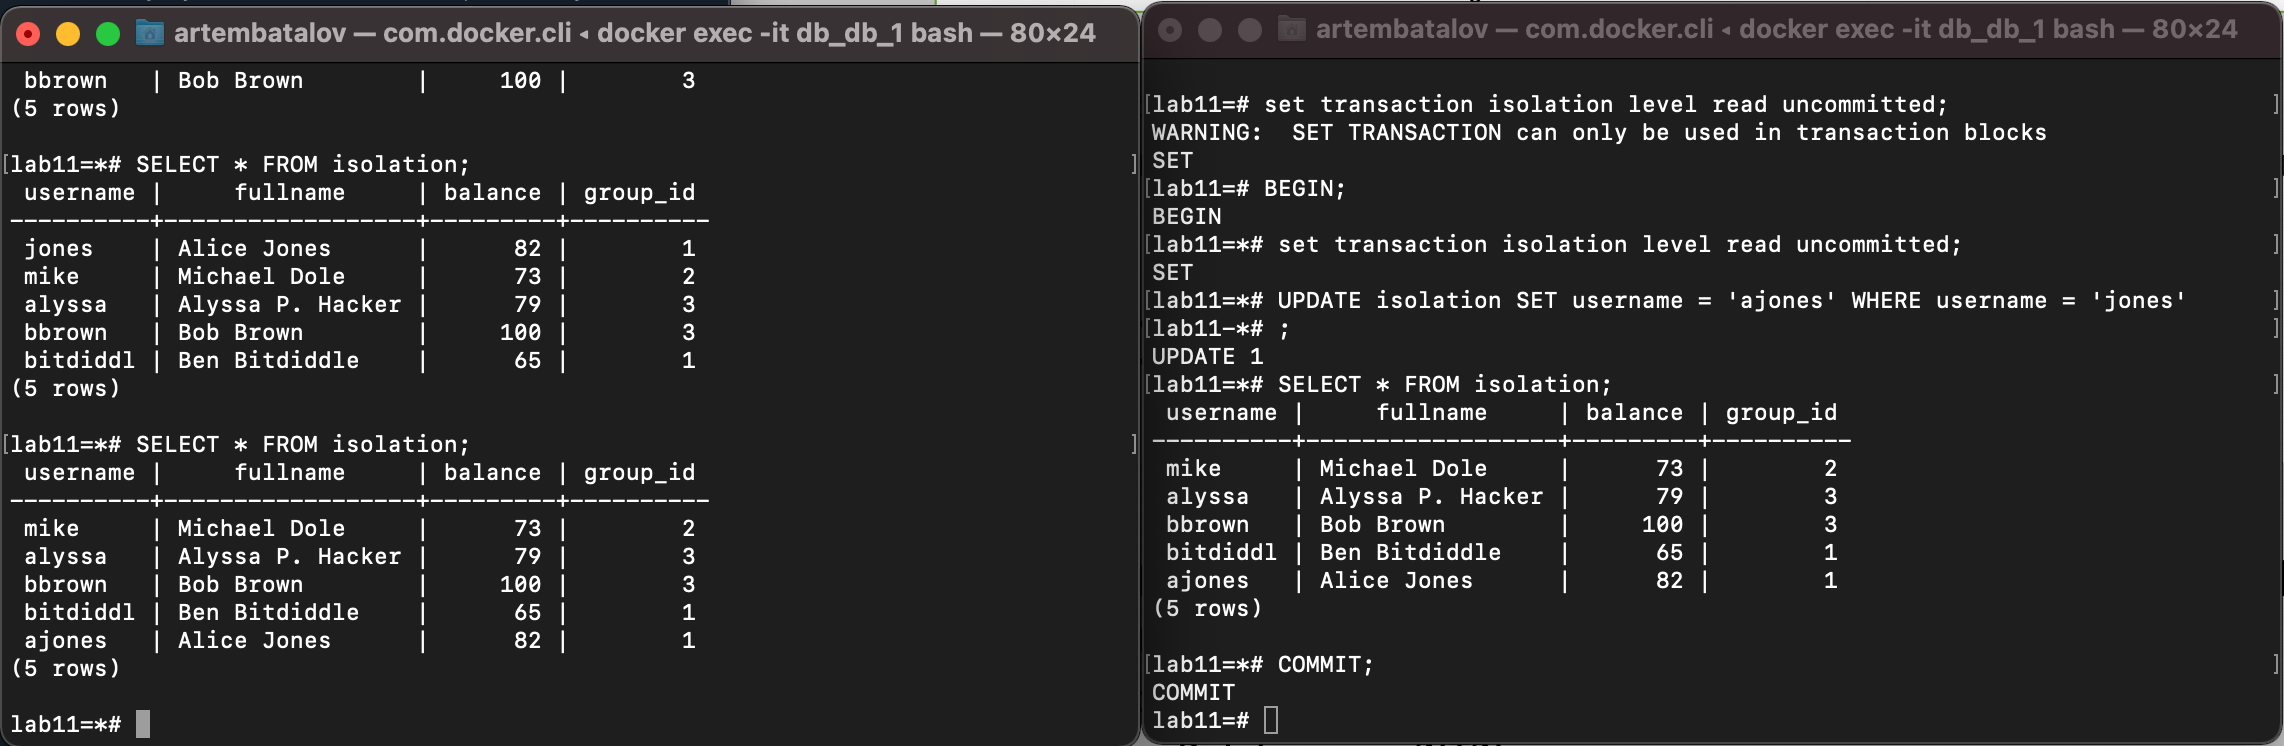 artembatalov — com.docker.cli ◂ docker exec -it db_db_1 bash — 80×24
 bbrown   | Bob Brown        |     100 |        3
(5 rows)
[lab11=*# SELECT * FROM isolation;                                              ]
 username |     fullname     | balance | group_id
----------+------------------+---------+----------
 jones    | Alice Jones      |      82 |        1
 mike     | Michael Dole     |      73 |        2
 alyssa   | Alyssa P. Hacker |      79 |        3
 bbrown   | Bob Brown        |     100 |        3
 bitdiddl | Ben Bitdiddle    |      65 |        1
(5 rows)
[lab11=*# SELECT * FROM isolation;                                              ]
 username |     fullname     | balance | group_id
----------+------------------+---------+----------
 mike     | Michael Dole     |      73 |        2
 alyssa   | Alyssa P. Hacker |      79 |        3
 bbrown   | Bob Brown        |     100 |        3
 bitdiddl | Ben Bitdiddle    |      65 |        1
 ajones   | Alice Jones      |      82 |        1
(5 rows)
lab11=*#
artembatalov — com.docker.cli ◂ docker exec -it db_db_1 bash — 80×24
[lab11=# set transaction isolation level read uncommitted;                      ]
WARNING:  SET TRANSACTION can only be used in transaction blocks
SET
[lab11=# BEGIN;                                                                 ]
BEGIN
[lab11=*# set transaction isolation level read uncommitted;                     ]
SET
[lab11=*# UPDATE isolation SET username = 'ajones' WHERE username = 'jones'     ]
[lab11-*# ;                                                                     ]
UPDATE 1
[lab11=*# SELECT * FROM isolation;                                              ]
 username |     fullname     | balance | group_id
----------+------------------+---------+----------
 mike     | Michael Dole     |      73 |        2
 alyssa   | Alyssa P. Hacker |      79 |        3
 bbrown   | Bob Brown        |     100 |        3
 bitdiddl | Ben Bitdiddle    |      65 |        1
 ajones   | Alice Jones      |      82 |        1
(5 rows)
[lab11=*# COMMIT;                                                               ]
COMMIT
lab11=#